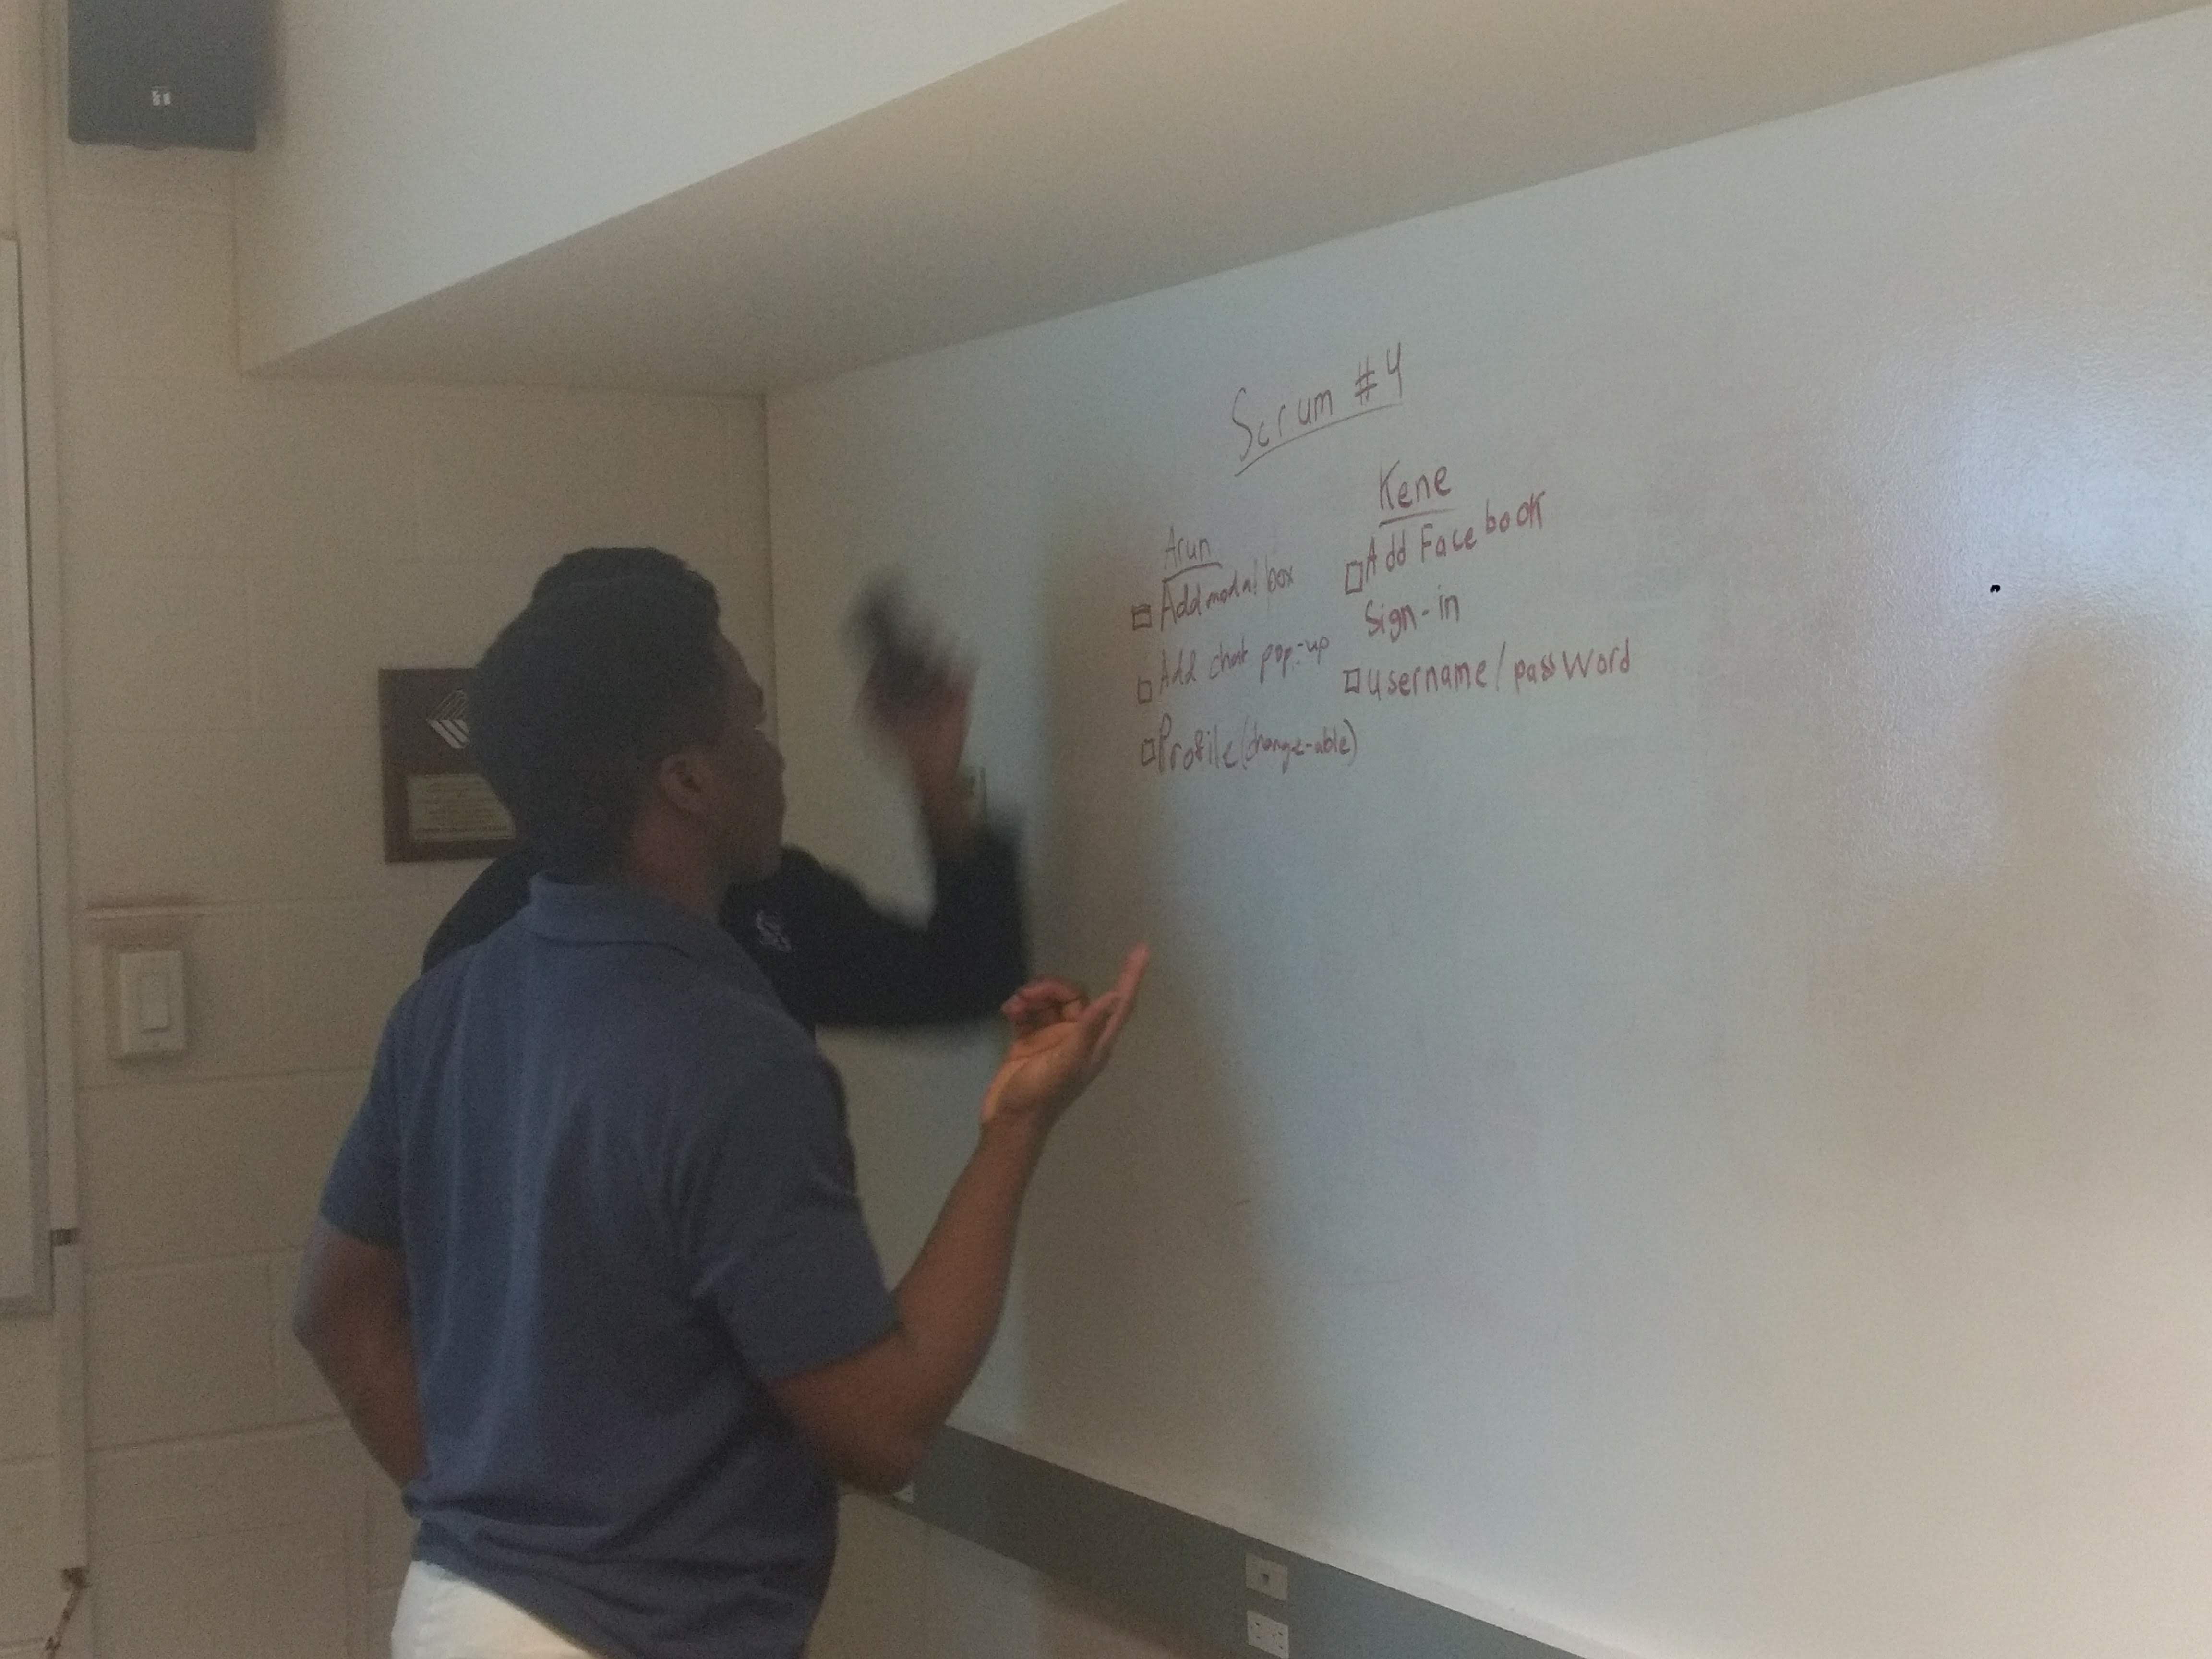 Scrum #4
Arun
Add modal box
Add chat pop-up
Profile (change-able)
Kene
Add Facebook
Sign-in
username/password